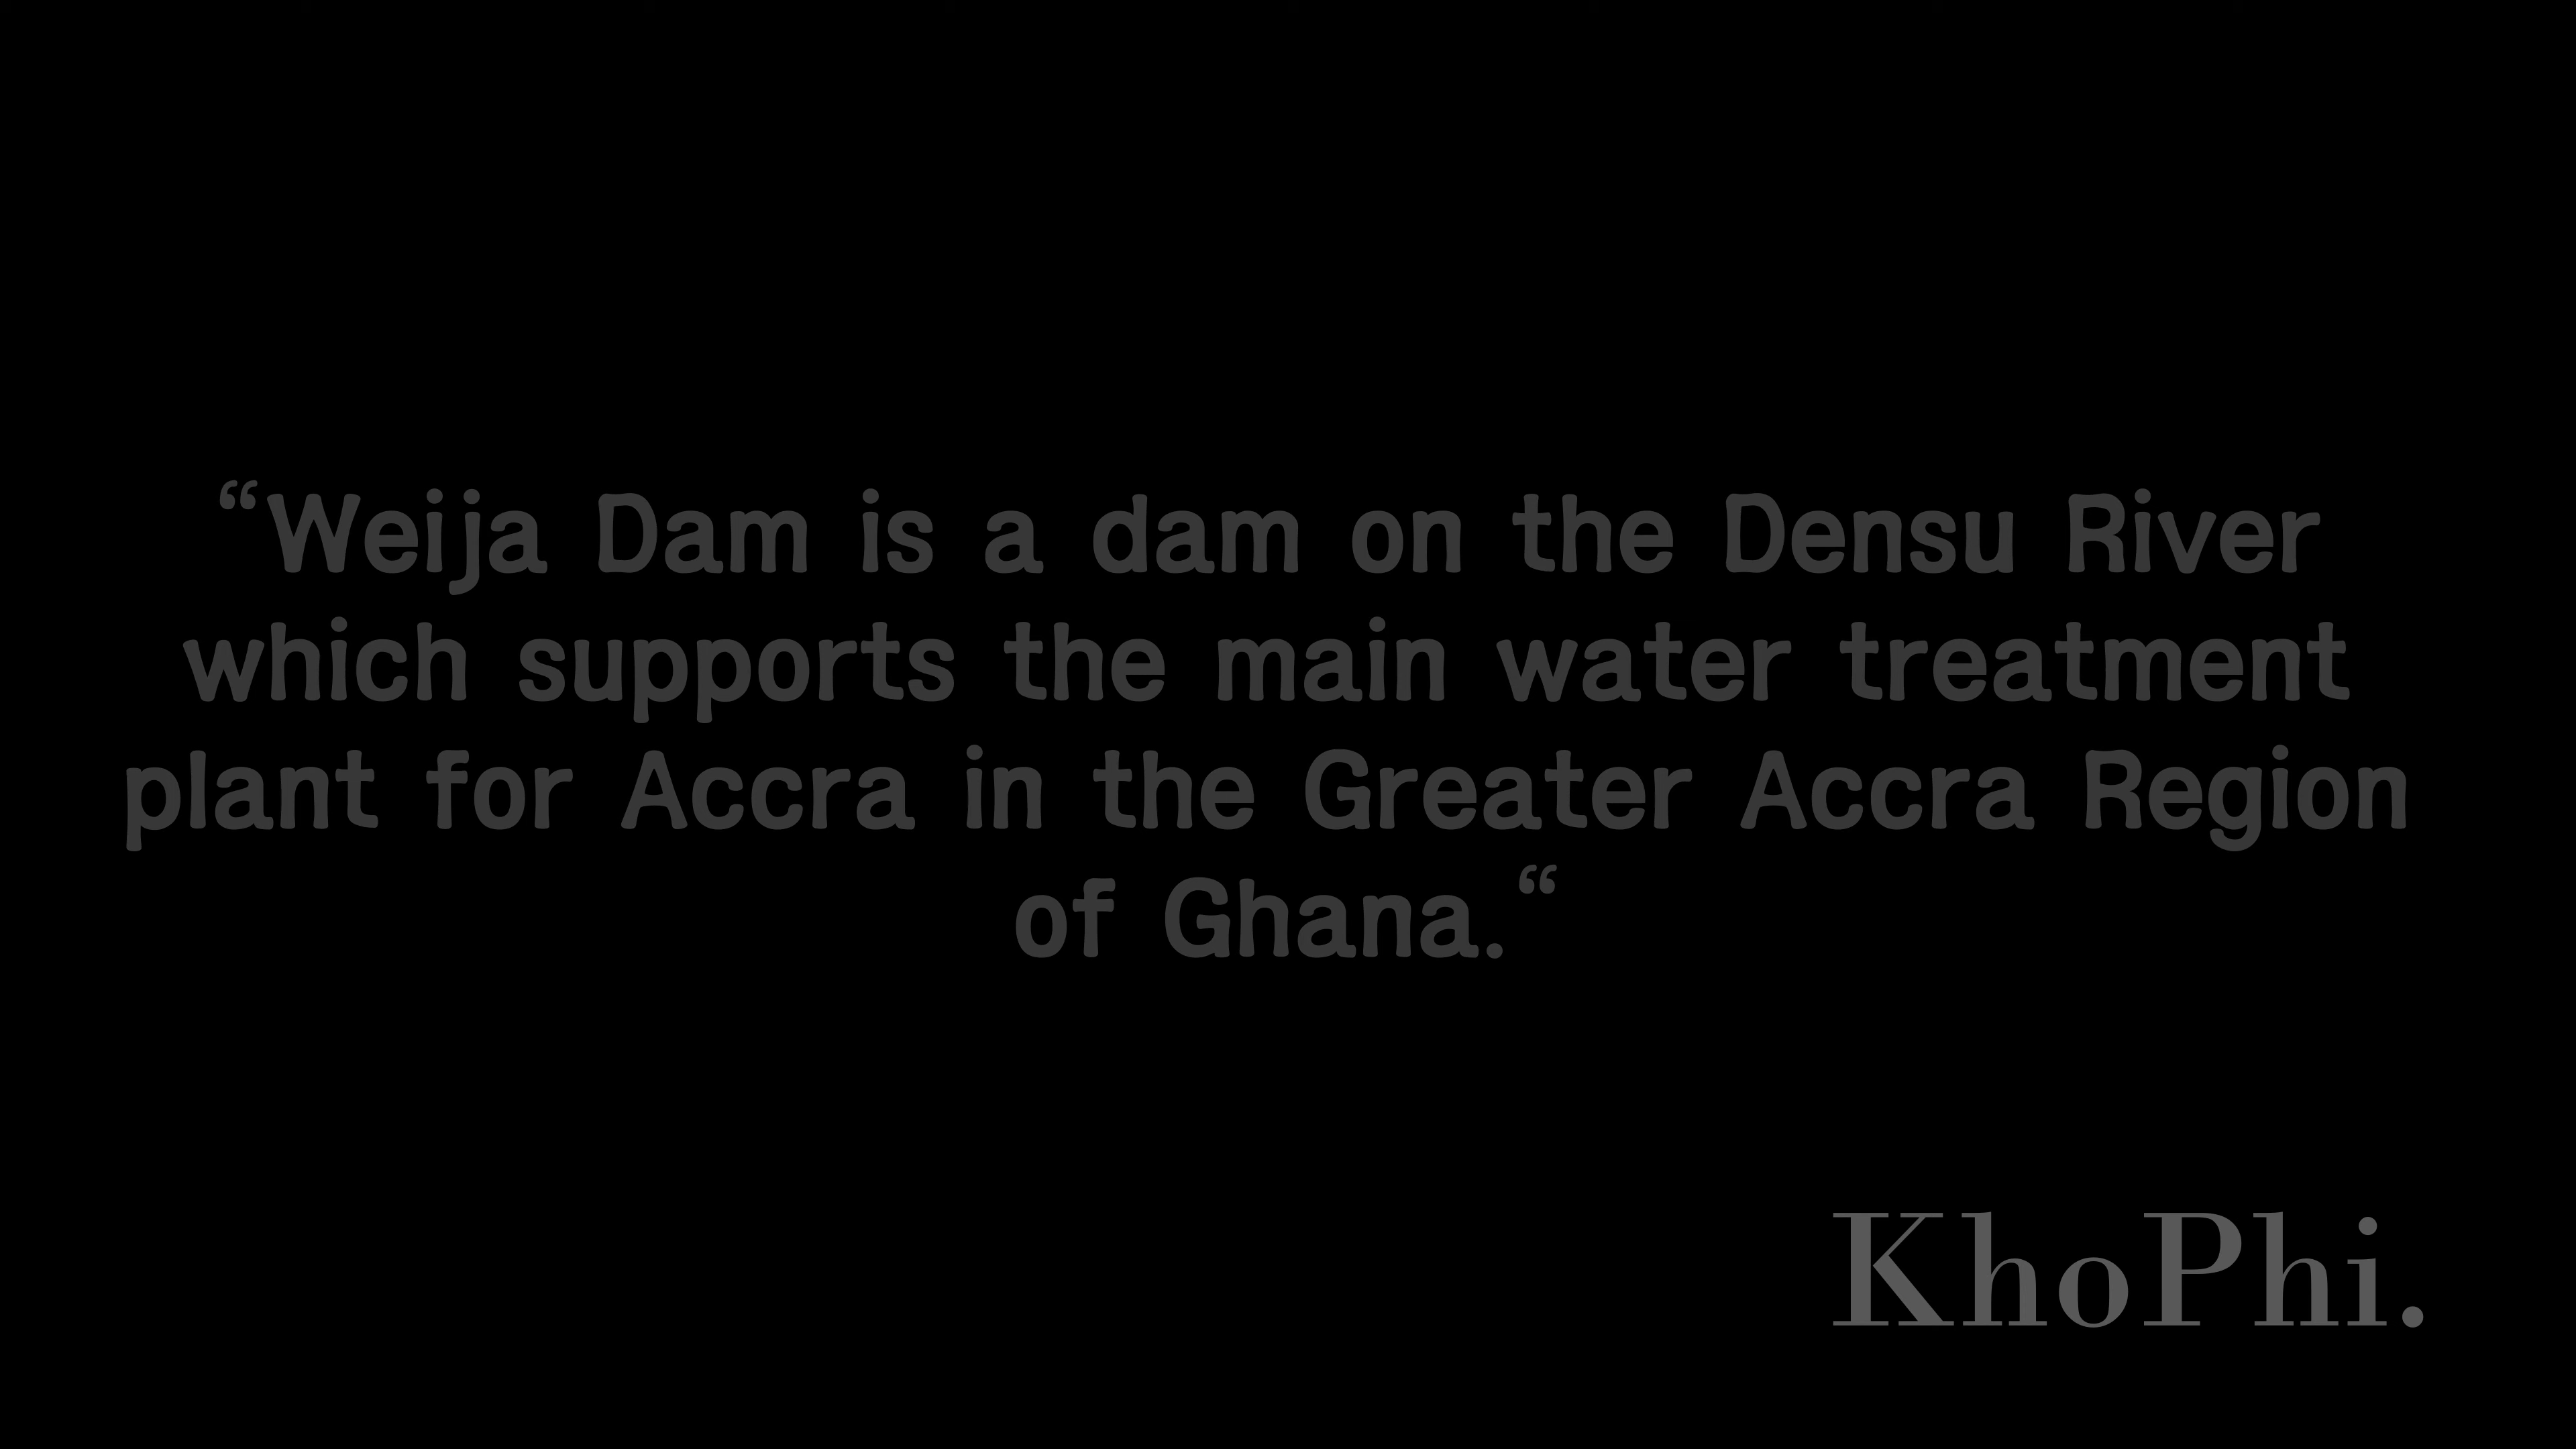 “Weija Dam is a dam on the Densu River
which supports the main water treatment
plant for Accra in the Greater Accra Region
of Ghana.“
KhoPhi.